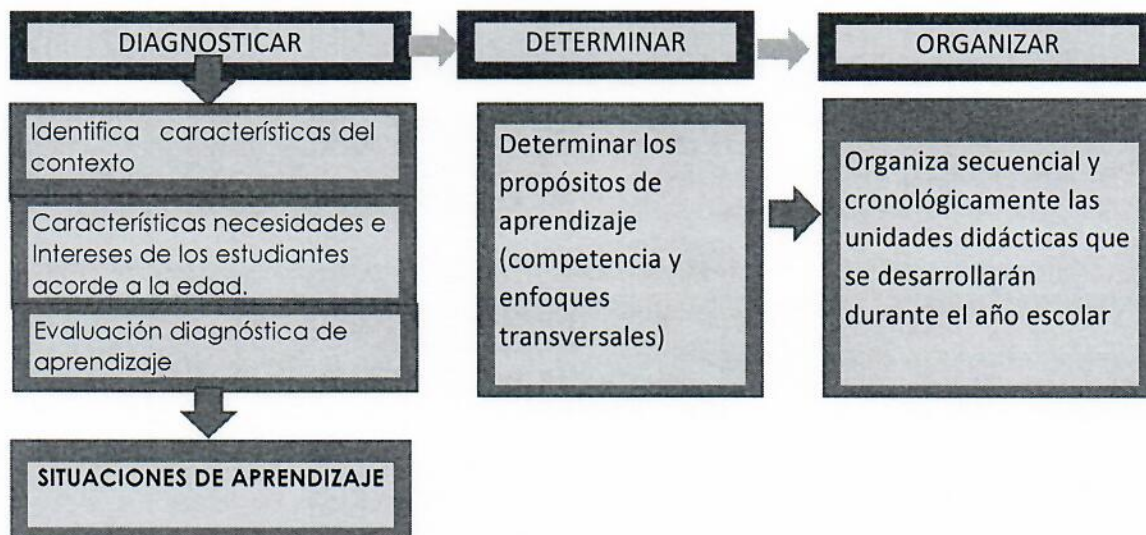 DIAGNOSTICAR
DETERMINAR
ORGANIZAR
Identifica características del
contexto
Características necesidades e
Intereses de los estudiantes
acorde a la edad.
Evaluación diagnóstica de
aprendizaje
SITUACIONES DE APRENDIZAJE
Determinar los
propósitos de
aprendizaje
(competencia y
enfoques
transversales)
Organiza secuencial y
cronológicamente las
unidades didácticas que
se desarrollarán
durante el año escolar